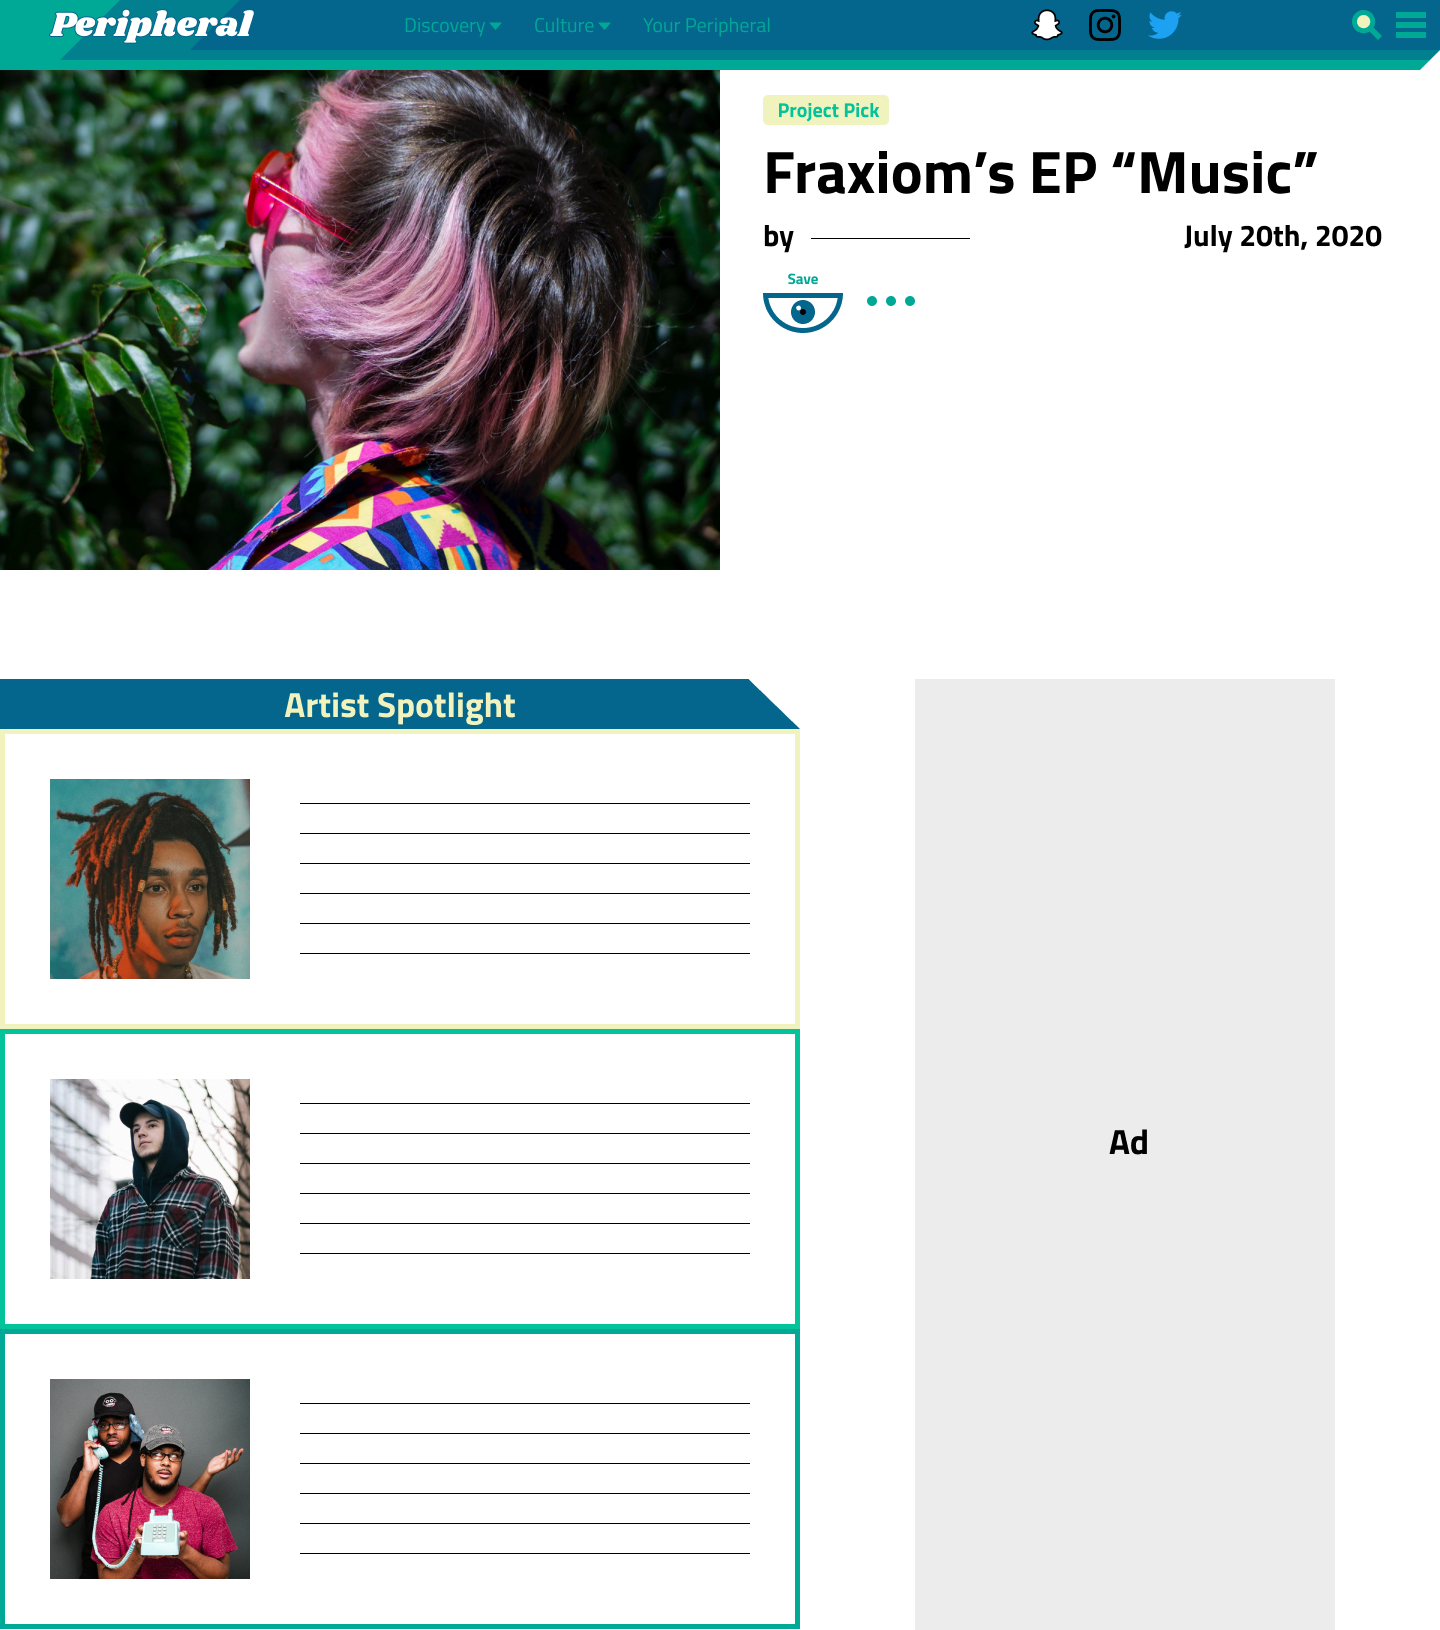 Peripheral
Discovery
Culture
Your Peripheral
Project Pick
Fraxiom’s EP “Music”
by
July 20th, 2020
Save
Artist Spotlight
Ad